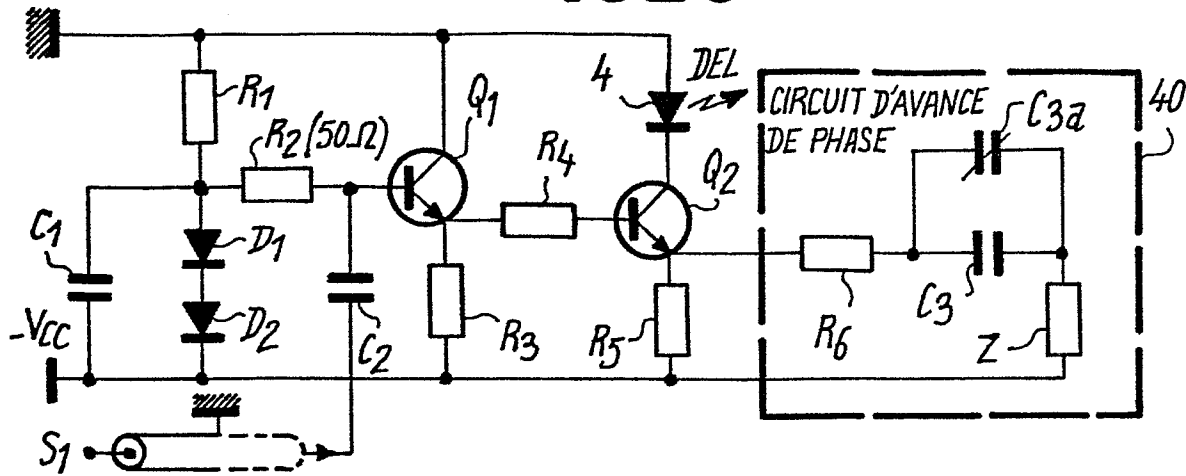 R1
R2 (50Ω)
Q1
4
DEL
CIRCUIT D'AVANCE
DE PHASE
C3a
40
R4
Q2
C1
D1
D2
-VCC
C2
R3
R5
R6
C3
Z
S1